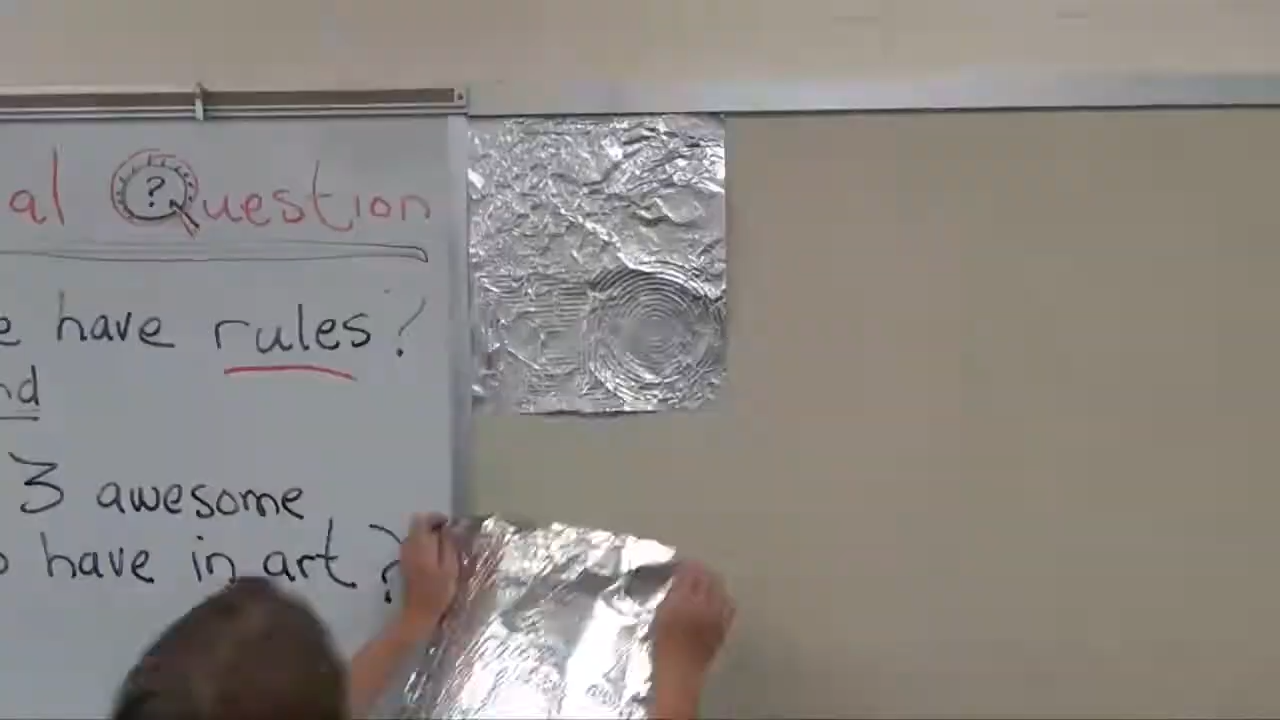 al Question
e have rules?
nd
3 awesome
o have in art?